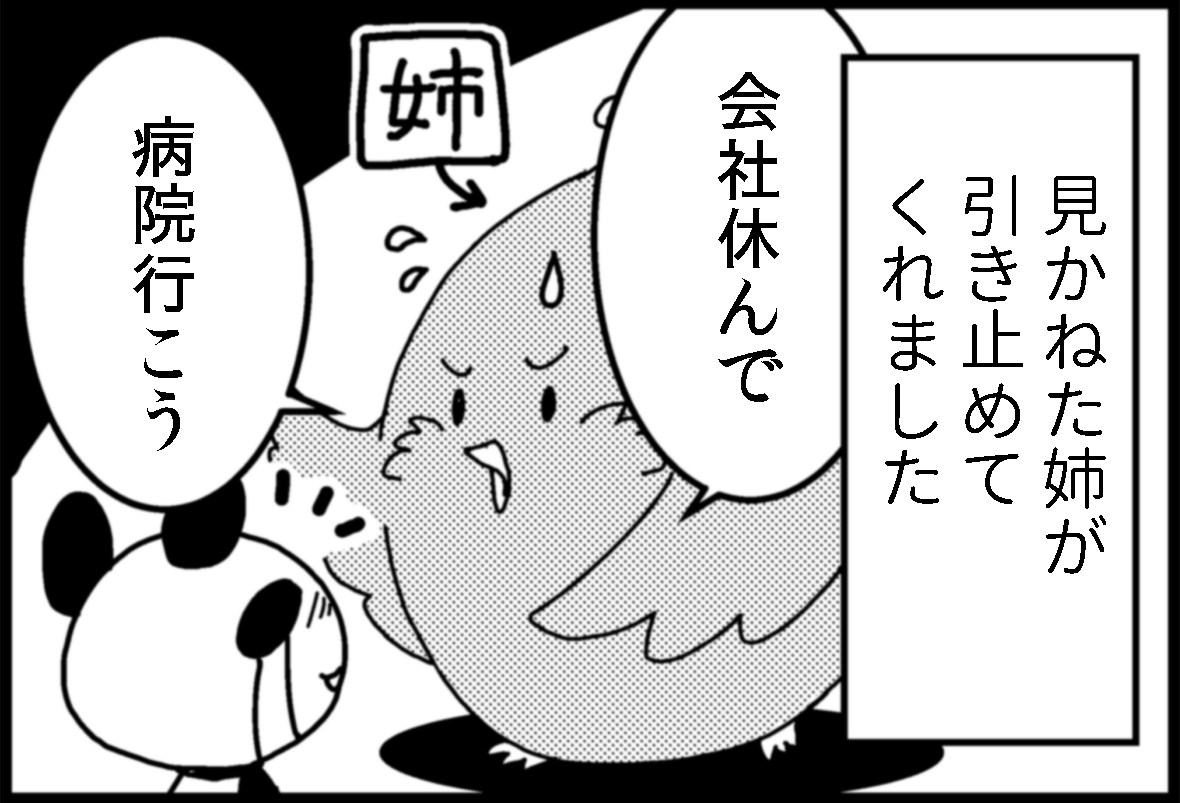 見かねた姉が
引き止めて
くれました
会社休んで
姉
病院行こう